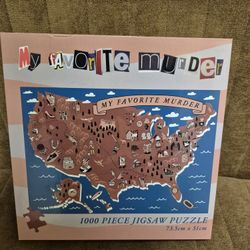 My FAVORITE mURDeR
MY FAVORITE MURDER
1000 PIECE JIGSAW PUZZLE
73.5cm x 51cm